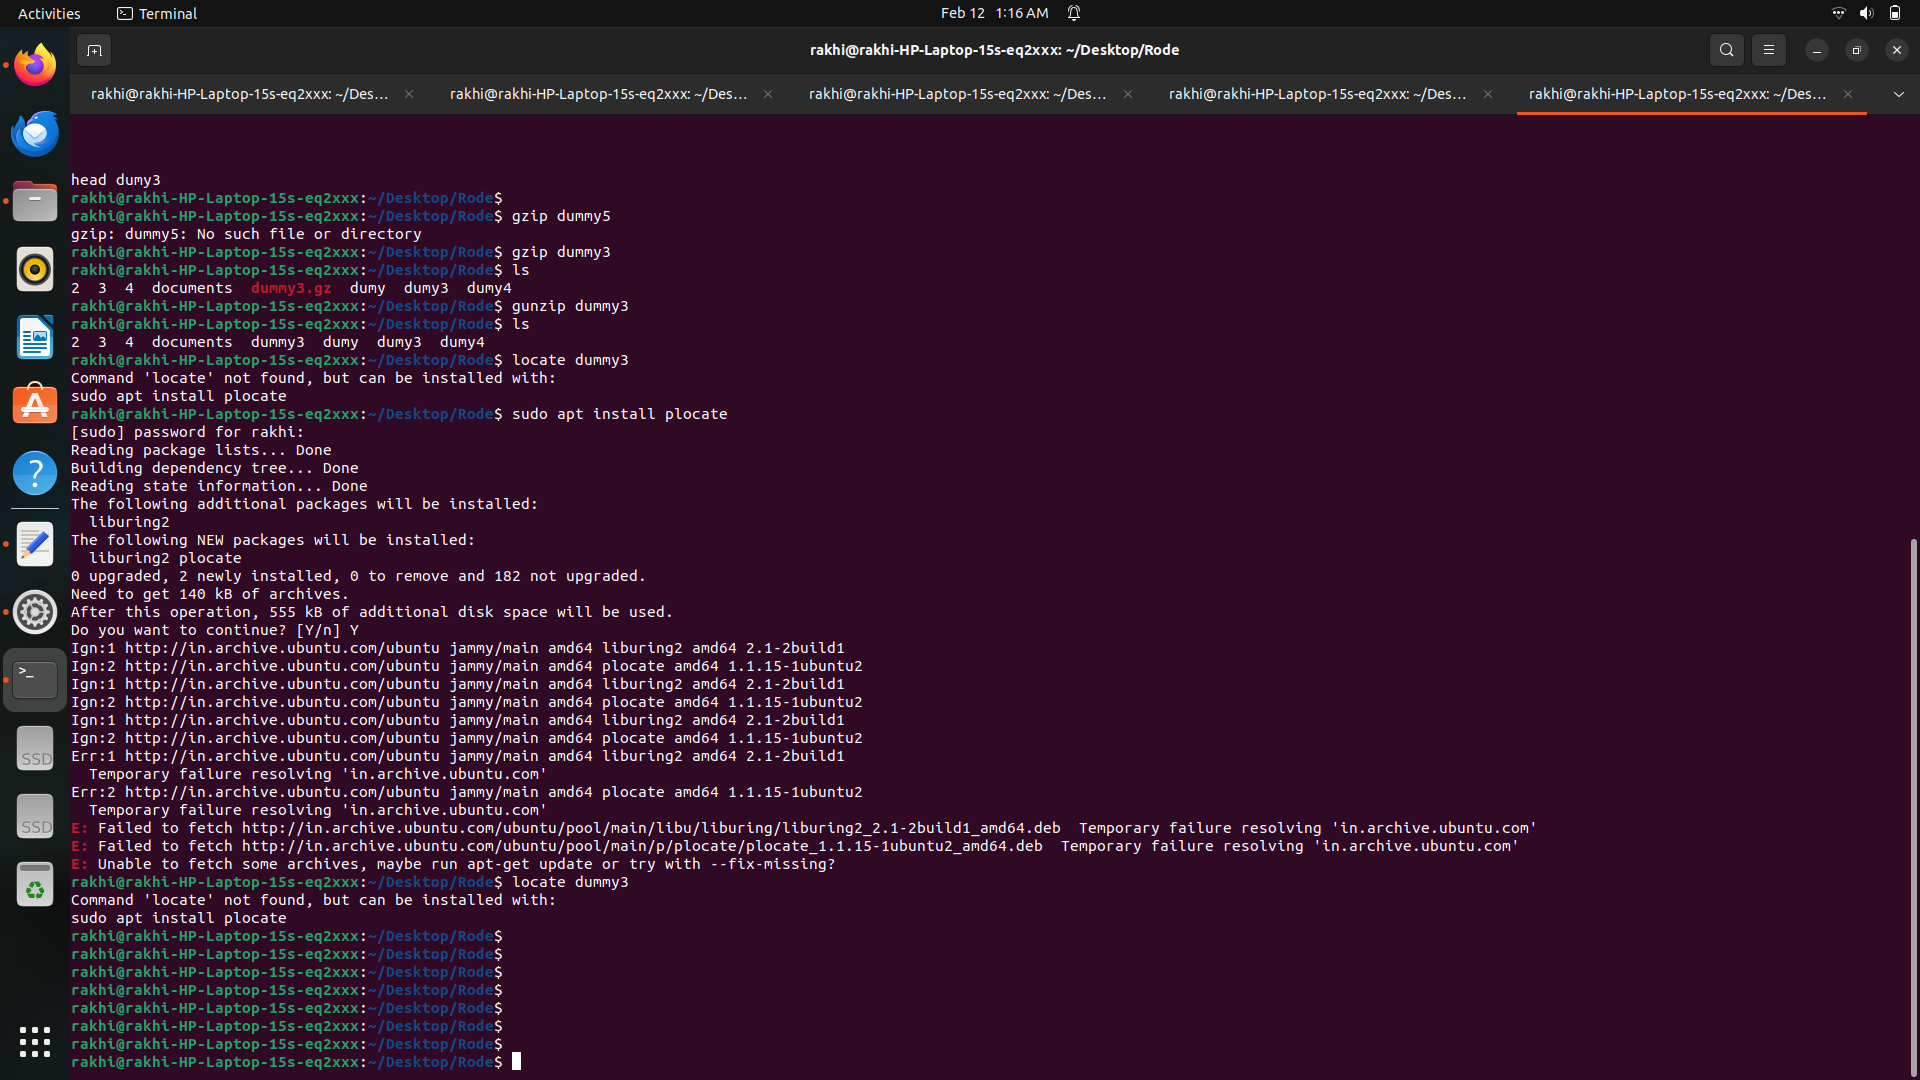 Activities
Terminal
Feb 12 1:16 AM
rakhi@rakhi-HP-Laptop-15s-eq2xxx: ~/Desktop/Rode
rakhi@rakhi-HP-Laptop-15s-eq2xxx: ~/Des...
rakhi@rakhi-HP-Laptop-15s-eq2xxx: ~/Des...
rakhi@rakhi-HP-Laptop-15s-eq2xxx: ~/Des...
rakhi@rakhi-HP-Laptop-15s-eq2xxx: ~/Des...
rakhi@rakhi-HP-Laptop-15s-eq2xxx: ~/Des...
head dumy3
rakhi@rakhi-HP-Laptop-15s-eq2xxx:~/Desktop/Rode$
rakhi@rakhi-HP-Laptop-15s-eq2xxx:~/Desktop/Rode$ gzip dummy5
gzip: dummy5: No such file or directory
rakhi@rakhi-HP-Laptop-15s-eq2xxx:~/Desktop/Rode$ gzip dummy3
rakhi@rakhi-HP-Laptop-15s-eq2xxx:~/Desktop/Rode$ ls
2 3 4 documents dummy3.gz dumy dumy3 dumy4
rakhi@rakhi-HP-Laptop-15s-eq2xxx:~/Desktop/Rode$ gunzip dummy3
rakhi@rakhi-HP-Laptop-15s-eq2xxx:~/Desktop/Rode$ ls
2 3 4 documents dummy3 dumy dumy3 dumy4
rakhi@rakhi-HP-Laptop-15s-eq2xxx:~/Desktop/Rode$ locate dummy3
Command 'locate' not found, but can be installed with:
sudo apt install plocate
rakhi@rakhi-HP-Laptop-15s-eq2xxx:~/Desktop/Rode$ sudo apt install plocate
[sudo] password for rakhi:
Reading package lists... Done
Building dependency tree... Done
Reading state information... Done
The following additional packages will be installed:
liburing2
The following NEW packages will be installed:
liburing2 plocate
0 upgraded, 2 newly installed, 0 to remove and 182 not upgraded.
Need to get 140 kB of archives.
After this operation, 555 kB of additional disk space will be used.
Do you want to continue? [Y/n] Y
Ign:1 http://in.archive.ubuntu.com/ubuntu jammy/main amd64 liburing2 amd64 2.1-2build1
Ign:2 http://in.archive.ubuntu.com/ubuntu jammy/main amd64 plocate amd64 1.1.15-1ubuntu2
Ign:1 http://in.archive.ubuntu.com/ubuntu jammy/main amd64 liburing2 amd64 2.1-2build1
Ign:2 http://in.archive.ubuntu.com/ubuntu jammy/main amd64 plocate amd64 1.1.15-1ubuntu2
Ign:1 http://in.archive.ubuntu.com/ubuntu jammy/main amd64 liburing2 amd64 2.1-2build1
Ign:2 http://in.archive.ubuntu.com/ubuntu jammy/main amd64 plocate amd64 1.1.15-1ubuntu2
Err:1 http://in.archive.ubuntu.com/ubuntu jammy/main amd64 liburing2 amd64 2.1-2build1
Temporary failure resolving 'in.archive.ubuntu.com'
Err:2 http://in.archive.ubuntu.com/ubuntu jammy/main amd64 plocate amd64 1.1.15-1ubuntu2
Temporary failure resolving 'in.archive.ubuntu.com'
E: Failed to fetch http://in.archive.ubuntu.com/ubuntu/pool/main/libu/liburing/liburing2_2.1-2build1_amd64.deb Temporary failure resolving 'in.archive.ubuntu.com'
E: Failed to fetch http://in.archive.ubuntu.com/ubuntu/pool/main/p/plocate/plocate_1.1.15-1ubuntu2_amd64.deb Temporary failure resolving 'in.archive.ubuntu.com'
E: Unable to fetch some archives, maybe run apt-get update or try with --fix-missing?
rakhi@rakhi-HP-Laptop-15s-eq2xxx:~/Desktop/Rode$ locate dummy3
Command 'locate' not found, but can be installed with:
sudo apt install plocate
rakhi@rakhi-HP-Laptop-15s-eq2xxx:~/Desktop/Rode$
rakhi@rakhi-HP-Laptop-15s-eq2xxx:~/Desktop/Rode$
rakhi@rakhi-HP-Laptop-15s-eq2xxx:~/Desktop/Rode$
rakhi@rakhi-HP-Laptop-15s-eq2xxx:~/Desktop/Rode$
rakhi@rakhi-HP-Laptop-15s-eq2xxx:~/Desktop/Rode$
rakhi@rakhi-HP-Laptop-15s-eq2xxx:~/Desktop/Rode$
rakhi@rakhi-HP-Laptop-15s-eq2xxx:~/Desktop/Rode$
rakhi@rakhi-HP-Laptop-15s-eq2xxx:~/Desktop/Rode$
SSD
SSD